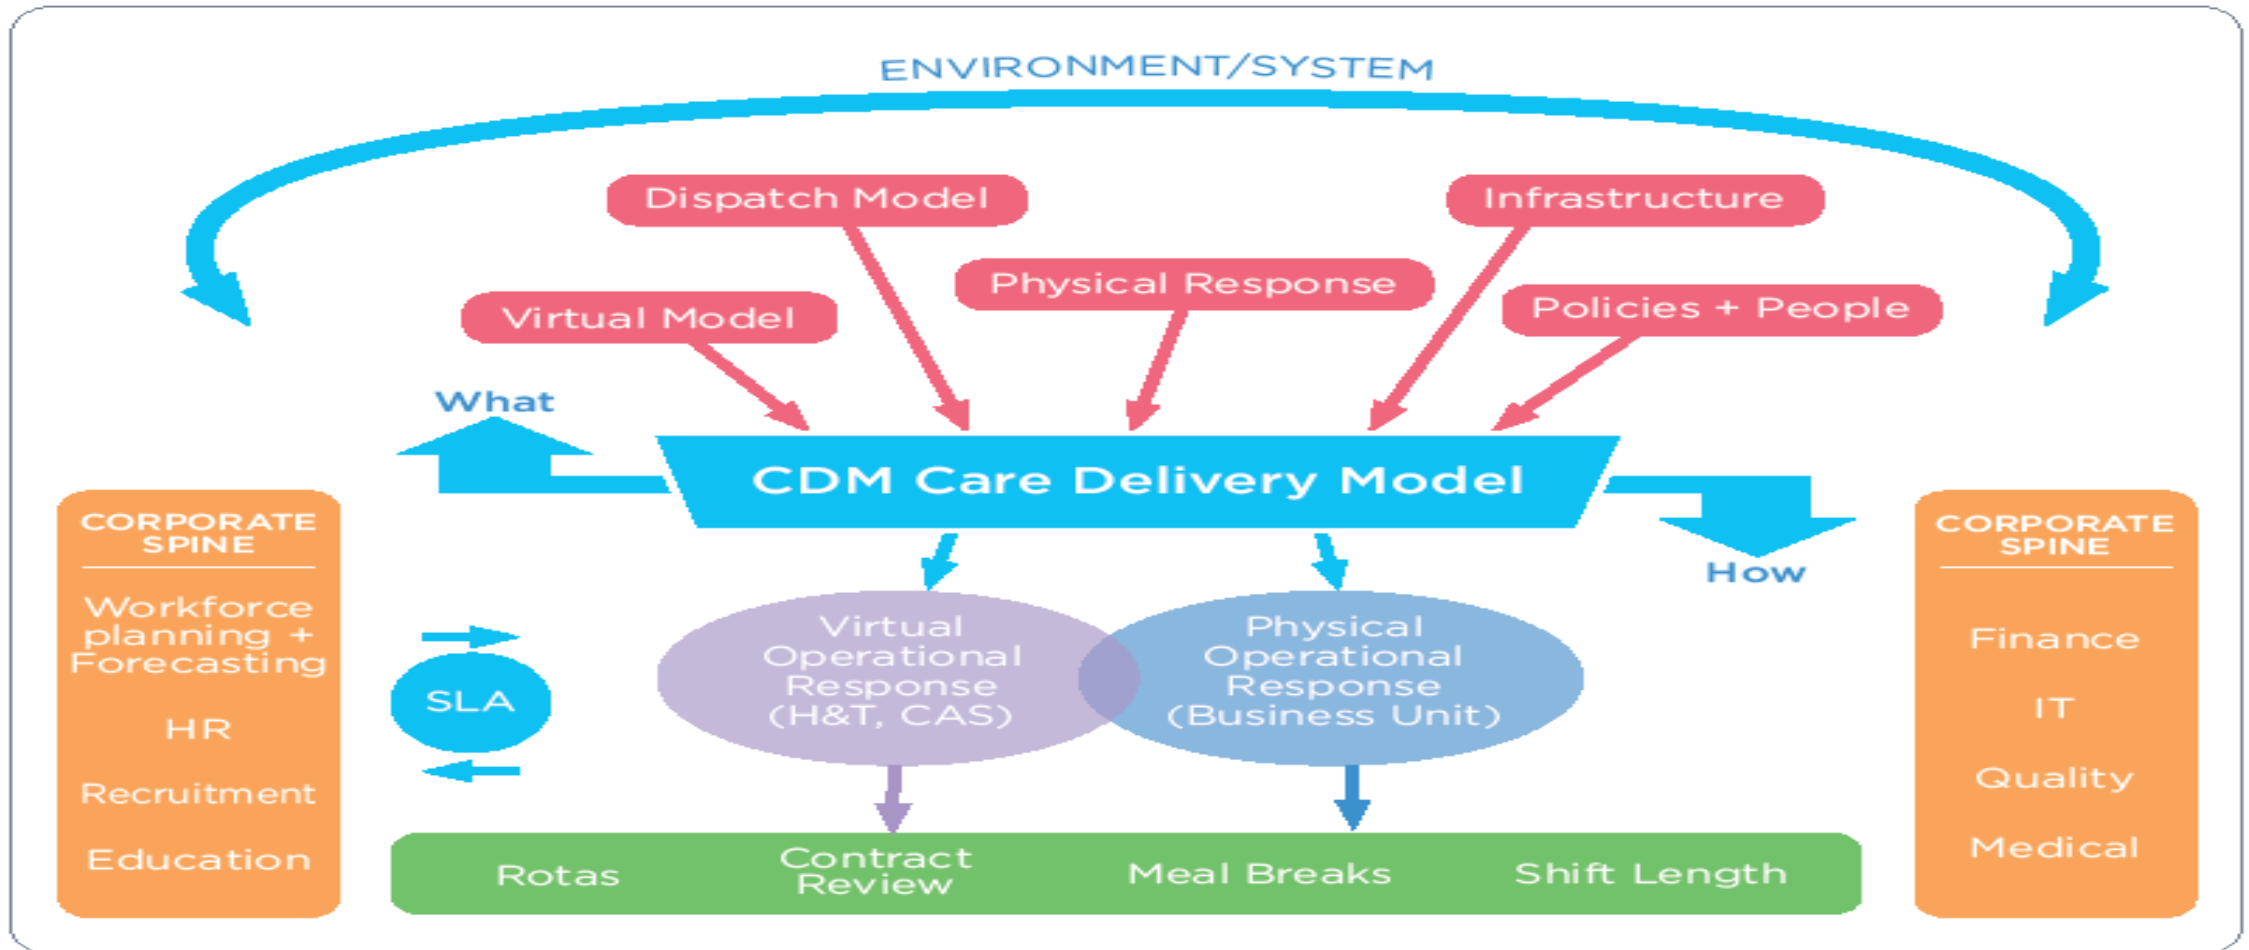 ENVIRONMENT/SYSTEM
Dispatch Model
Infrastructure
Physical Response
Policies + People
Virtual Model
What
CDM Care Delivery Model
How
CORPORATE
SPINE
Workforce
planning +
Forecasting
HR
Recruitment
Education
SLA
Virtual
Operational
Response
(H&T, CAS)
Physical
Operational
Response
(Business Unit)
CORPORATE
SPINE
Finance
IT
Quality
Medical
Rotas
Contract
Review
Meal Breaks
Shift Length